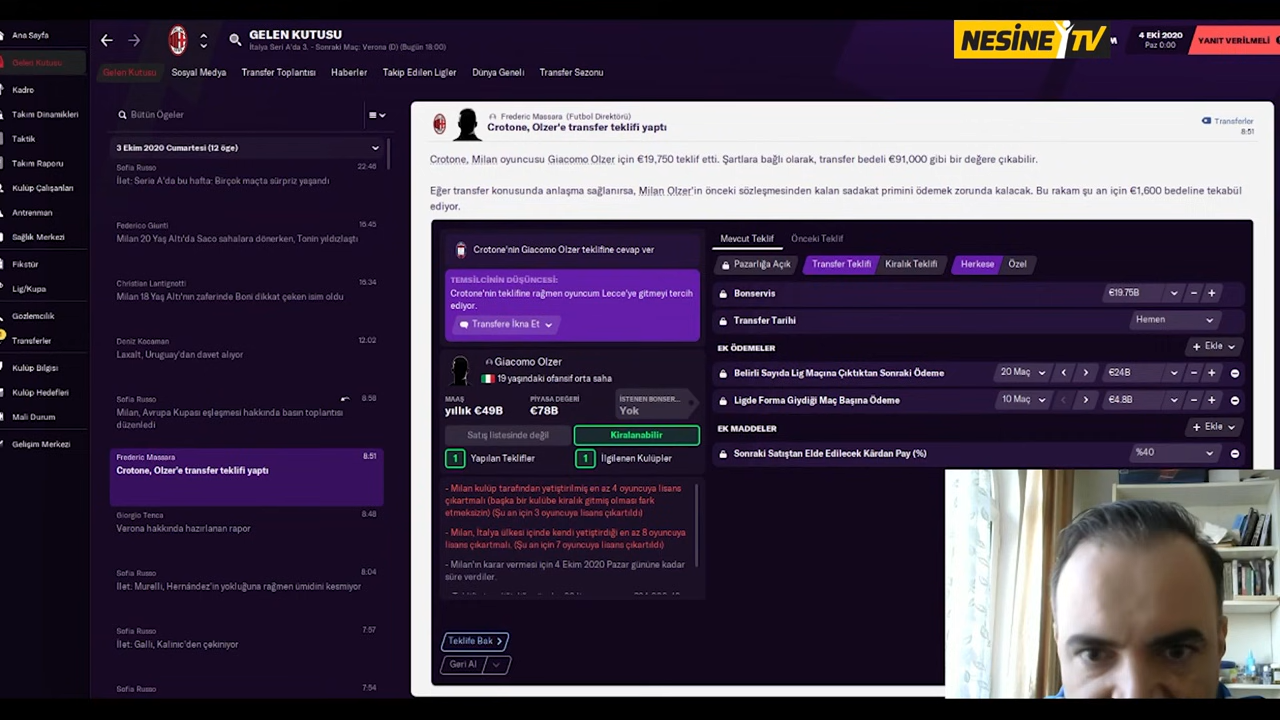 Ana Sayfa
Gelen Kutusu
Kadro
Takım Dinamikleri
Taktik
Takım Raporu
Kulüp Çalışanları
Antrenman
Sağlık Merkezi
Fikstür
Lig/Kupa
Gözlemcilik
Transferler
Kulüp Bilgisi
Kulüp Hedefleri
Mali Durum
Gelişim Merkezi
GELEN KUTUSU
İtalya Seri A'da 3. - Sonraki Maç: Verona (D) (Bugün 18:00)
NESİNE TV
4 EKİ 2020
Paz 0:00
YANIT VERİLMELİ
Gelen Kutusu
Sosyal Medya
Transfer Toplantısı
Haberler
Takip Edilen Ligler
Dünya Geneli
Transfer Sezonu
Bütün Ögeler
3 Ekim 2020 Cumartesi (12 öge)
Sofia Russo 22:46
İlet: Seria A'da bu hafta: Birçok maçta sürpriz yaşandı
Federico Giunti 16:45
Milan 20 Yaş Altı'da Saco sahalara dönerken, Tonin yıldızlaştı
Christian Lantignotti 16:34
Milan 18 Yaş Altı'nın zaferinde Boni dikkat çeken isim oldu
Deniz Kocaman 12:02
Laxalt, Uruguay'dan davet alıyor
Sofia Russo 8:58
Milan, Avrupa Kupası eşleşmesi hakkında basın toplantısı
düzenledi
Frederic Massara 8:51
Crotone, Olzer'e transfer teklifi yaptı
Giorgio Tenca 8:48
Verona hakkında hazırlanan rapor
Sofia Russo 8:04
İlet: Murelli, Hernández'in yokluğuna rağmen ümidini kesmiyor
Sofia Russo 7:57
İlet: Galli, Kalinic'den çekiniyor
Sofia Russo 7:54
Frederic Massara (Futbol Direktörü)
Crotone, Olzer'e transfer teklifi yaptı
Transferler
8:51
Crotone, Milan oyuncusu Giacomo Olzer için €19,750 teklif etti. Şartlara bağlı olarak, transfer bedeli €91,000 gibi bir değere çıkabilir.
Eğer transfer konusunda anlaşma sağlanırsa, Milan Olzer'in önceki sözleşmesinden kalan sadakat primini ödemek zorunda kalacak. Bu rakam şu an için €1,600 bedeline tekabül
ediyor.
Crotone'nin Giacomo Olzer teklifine cevap ver
TEMSİLCİNİN DÜŞÜNCESİ:
Crotone'nin teklifine rağmen oyuncum Lecce'ye gitmeyi tercih
ediyor.
Transfere İkna Et
Giacomo Olzer
19 yaşındaki ofansif orta saha
MAAŞ
yıllık €49B
PİYASA DEĞERİ
€78B
İSTENEN BONSER...
Yok
Satış listesinde değil
Kiralanabilir
1 Yapılan Teklifler
1 İlgilenen Kulüpler
- Milan kulüp tarafından yetiştirilmiş en az 4 oyuncuya lisans
çıkartmalı (başka bir kulübe kiralık gitmiş olması fark
etmeksizin) (Şu an için 3 oyuncuya lisans çıkartıldı)
- Milan, İtalya ülkesi içinde kendi yetiştirdiği en az 8 oyuncuya
lisans çıkartmalı. (Şu an için 7 oyuncuya lisans çıkartıldı)
- Milan'ın karar vermesi için 4 Ekim 2020 Pazar gününe kadar
süre verdiler.
Teklife Bak
Geri Al
Mevcut Teklif
Önceki Teklif
Pazarlığa Açık
Transfer Teklifi
Kiralık Teklifi
Herkese
Özel
Bonservis €19.75B
Transfer Tarihi Hemen
EK ÖDEMELER Ekle
Belirli Sayıda Lig Maçına Çıktıktan Sonraki Ödeme 20 Maç €24B
Ligde Forma Giydiği Maç Başına Ödeme 10 Maç €4.8B
EK MADDELER Ekle
Sonraki Satıştan Elde Edilecek Kârdan Pay (%) %40